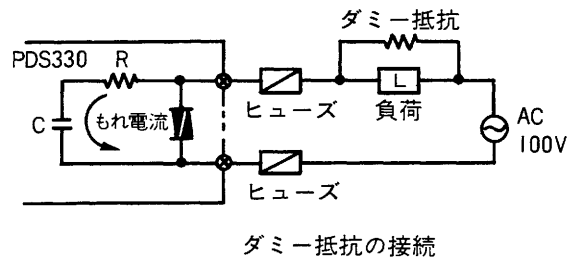 ダミー抵抗
PDS330
R
ヒューズ
L
負荷
C
もれ電流
AC
100V
ヒューズ
ダミー抵抗の接続